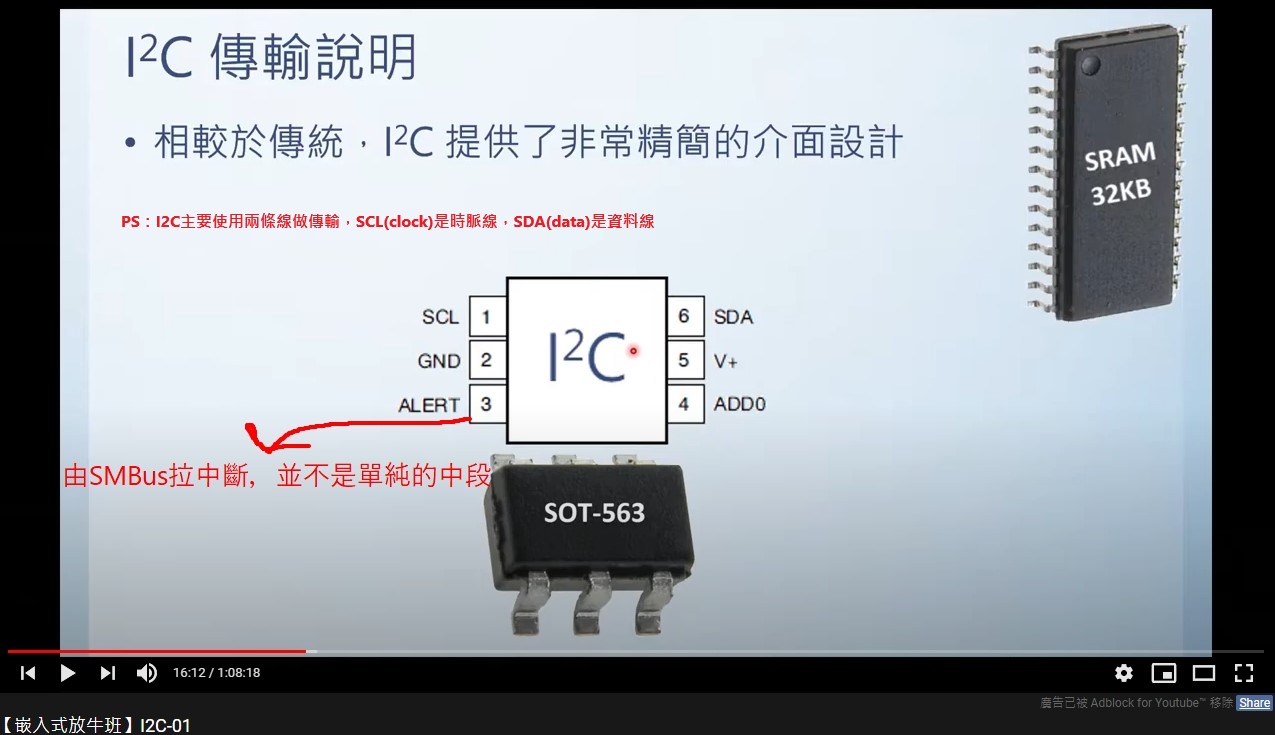 I²C 傳輸說明
• 相較於傳統，I²C 提供了非常精簡的介面設計
SRAM
32KB
PS：I2C主要使用兩條線做傳輸，SCL(clock)是時脈線，SDA(data)是資料線
SCL 1 6 SDA
GND 2 I²C 5 V+
ALERT 3 4 ADD0
由SMBus拉中斷，並不是單純的中段
SOT-563
16:12 / 1:08:18
廣告已被 Adblock for Youtube™ 移除 Share
【嵌入式放牛班】I2C-01